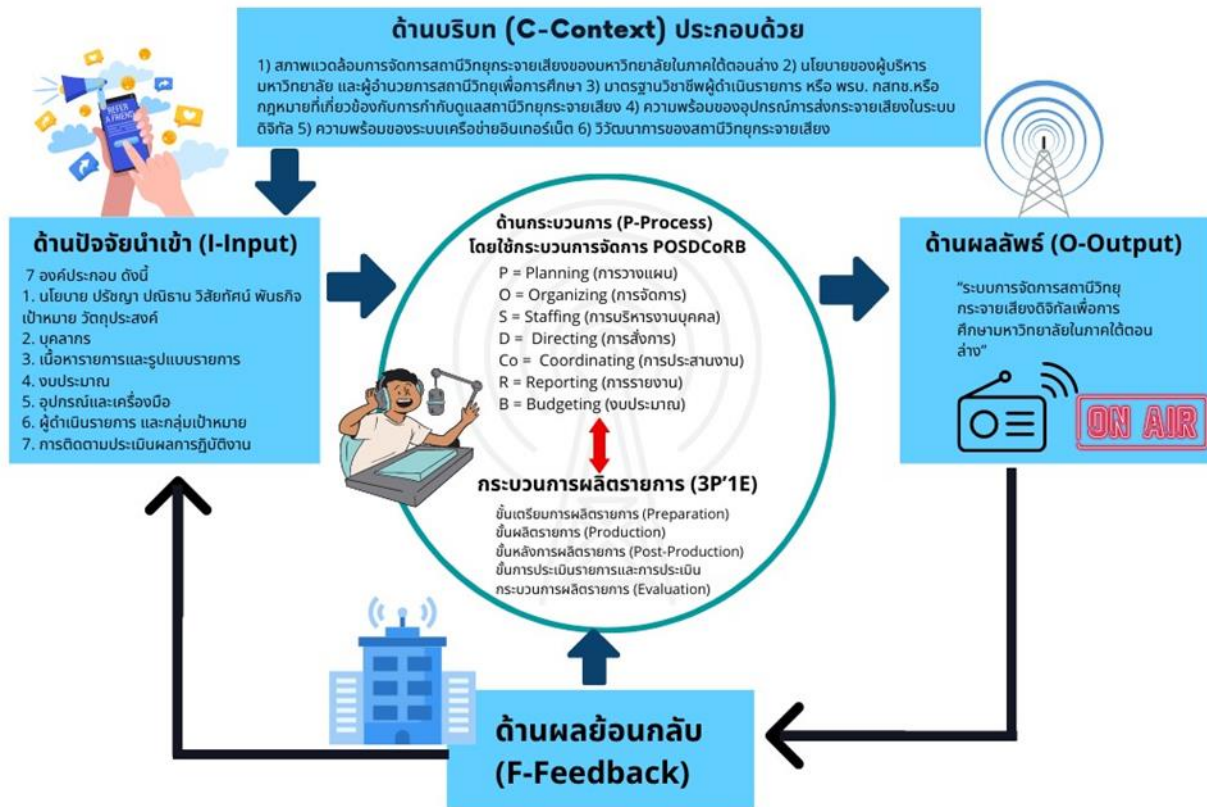 ด้านบริบท (C-Context) ประกอบด้วย
1) สภาพแวดล้อมการจัดการสถานีวิทยุกระจายเสียงของมหาวิทยาลัยในภาคใต้ตอนล่าง 2) นโยบายของผู้บริหาร
มหาวิทยาลัย และผู้อำนวยการสถานีวิทยุเพื่อการศึกษา 3) มาตรฐานวิชาชีพผู้ดำเนินรายการ หรือ พรบ. กสทช.หรือ
กฎหมายที่เกี่ยวข้องกับการกำกับดูแลสถานีวิทยุกระจายเสียง 4) ความพร้อมของอุปกรณ์การส่งกระจายเสียงในระบบ
ดิจิทัล 5) ความพร้อมของระบบเครือข่ายอินเทอร์เน็ต 6) วิวัฒนาการของสถานีวิทยุกระจายเสียง
REFER
A FRIEND
ด้านปัจจัยนำเข้า (I-Input)
7 องค์ประกอบ ดังนี้
1. นโยบาย ปรัชญา ปณิธาน วิสัยทัศน์ พันธกิจ
เป้าหมาย วัตถุประสงค์
2. บุคลากร
3. เนื้อหารายการและรูปแบบรายการ
4. งบประมาณ
5. อุปกรณ์และเครื่องมือ
6. ผู้ดำเนินรายการ และกลุ่มเป้าหมาย
7. การติดตามประเมินผลการฏิบัติงาน
ด้านกระบวนการ (P-Process)
โดยใช้กระบวนการจัดการ POSDCoRB
P = Planning (การวางแผน)
O = Organizing (การจัดการ)
S = Staffing (การบริหารงานบุคคล)
D = Directing (การสั่งการ)
Co = Coordinating (การประสานงาน)
R = Reporting (การรายงาน)
B = Budgeting (งบประมาณ)
กระบวนการผลิตรายการ (3P'1E)
ขั้นเตรียมการผลิตรายการ (Preparation)
ขั้นผลิตรายการ (Production)
ขั้นหลังการผลิตรายการ (Post-Production)
ขั้นการประเมินรายการและการประเมิน
กระบวนการผลิตรายการ (Evaluation)
ด้านผลลัพธ์ (O-Output)
“ระบบการจัดการสถานีวิทยุ
กระจายเสียงดิจิทัลเพื่อการ
ศึกษามหาวิทยาลัยในภาคใต้ตอน
ล่าง”
ON AIR
ด้านผลย้อนกลับ
(F-Feedback)